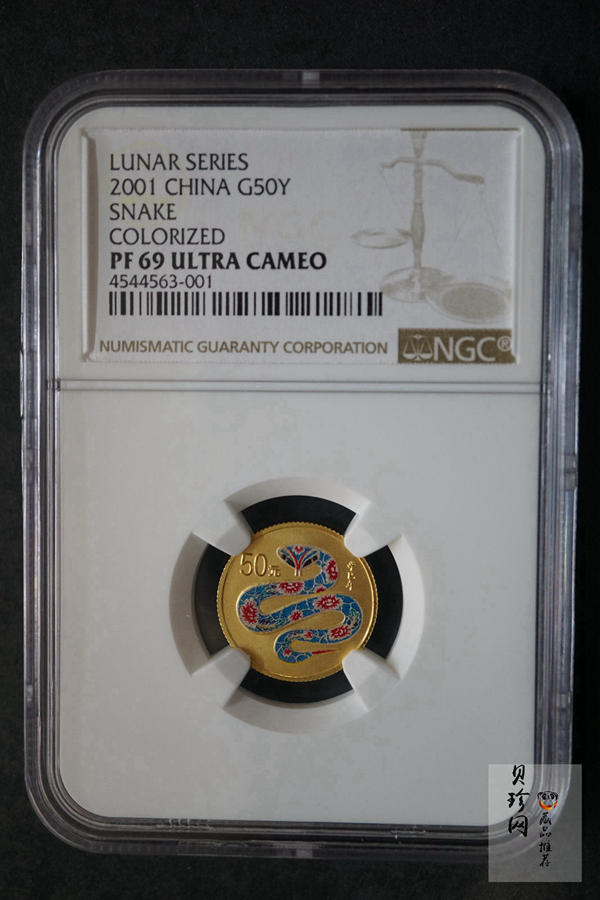 LUNAR SERIES
2001 CHINA G50Y
SNAKE
COLORIZED
PF 69 ULTRA CAMEO
4544563-001
NUMISMATIC GUARANTY CORPORATION
NGC®
50元
贝珍网
藏品
推荐